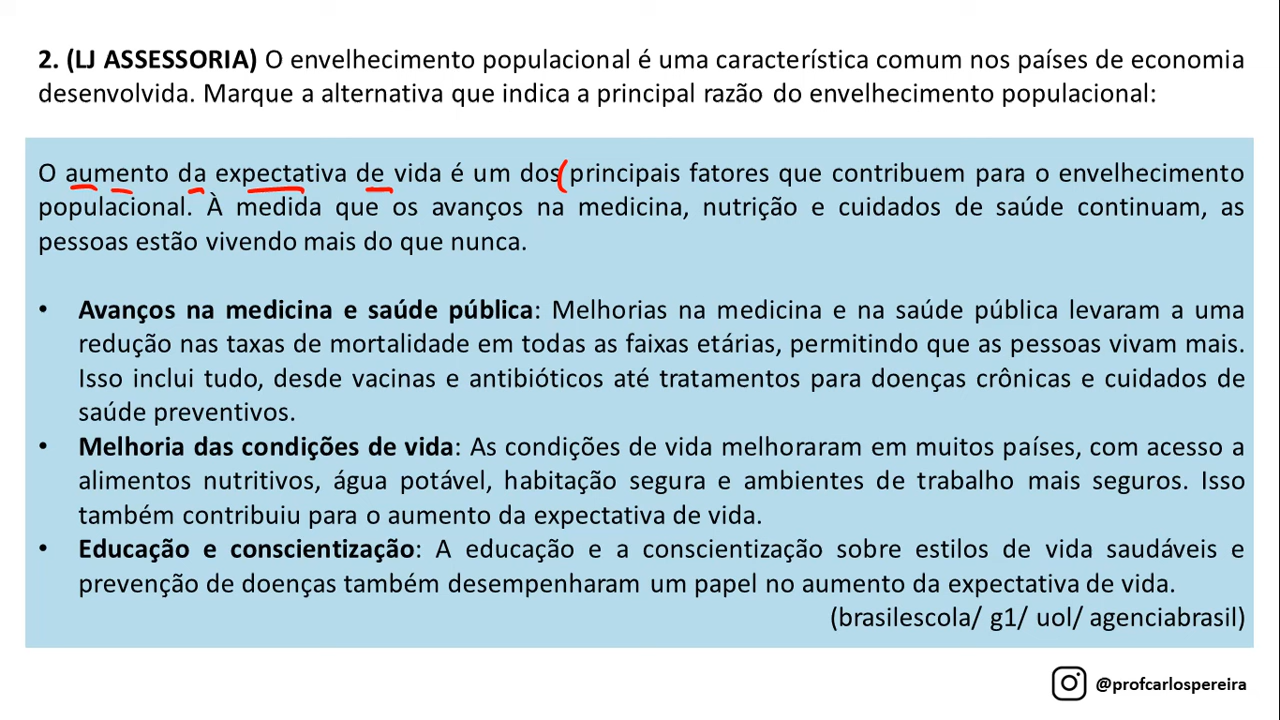 2. (LJ ASSESSORIA) O envelhecimento populacional é uma característica comum nos países de economia
desenvolvida. Marque a alternativa que indica a principal razão do envelhecimento populacional:
O aumento da expectativa de vida é um dos principais fatores que contribuem para o envelhecimento
populacional. À medida que os avanços na medicina, nutrição e cuidados de saúde continuam, as
pessoas estão vivendo mais do que nunca.
• Avanços na medicina e saúde pública: Melhorias na medicina e na saúde pública levaram a uma
redução nas taxas de mortalidade em todas as faixas etárias, permitindo que as pessoas vivam mais.
Isso inclui tudo, desde vacinas e antibióticos até tratamentos para doenças crônicas e cuidados de
saúde preventivos.
• Melhoria das condições de vida: As condições de vida melhoraram em muitos países, com acesso a
alimentos nutritivos, água potável, habitação segura e ambientes de trabalho mais seguros. Isso
também contribuiu para o aumento da expectativa de vida.
• Educação e conscientização: A educação e a conscientização sobre estilos de vida saudáveis e
prevenção de doenças também desempenharam um papel no aumento da expectativa de vida.
(brasilescola/ g1/ uol/ agenciabrasil)
@profcarlospereira